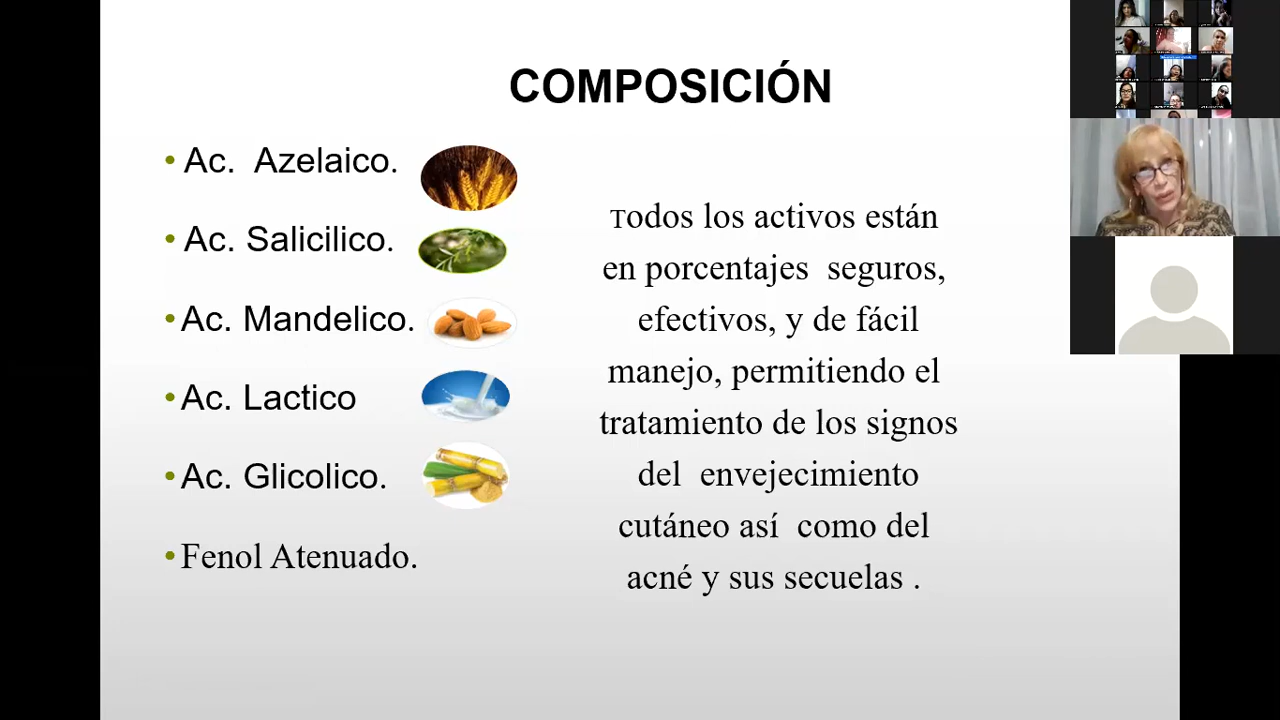 COMPOSICIÓN
• Ac. Azelaico.
• Ac. Salicilico.
• Ac. Mandelico.
• Ac. Lactico
• Ac. Glicolico.
• Fenol Atenuado.
Todos los activos están
en porcentajes seguros,
efectivos, y de fácil
manejo, permitiendo el
tratamiento de los signos
del envejecimiento
cutáneo así como del
acné y sus secuelas .